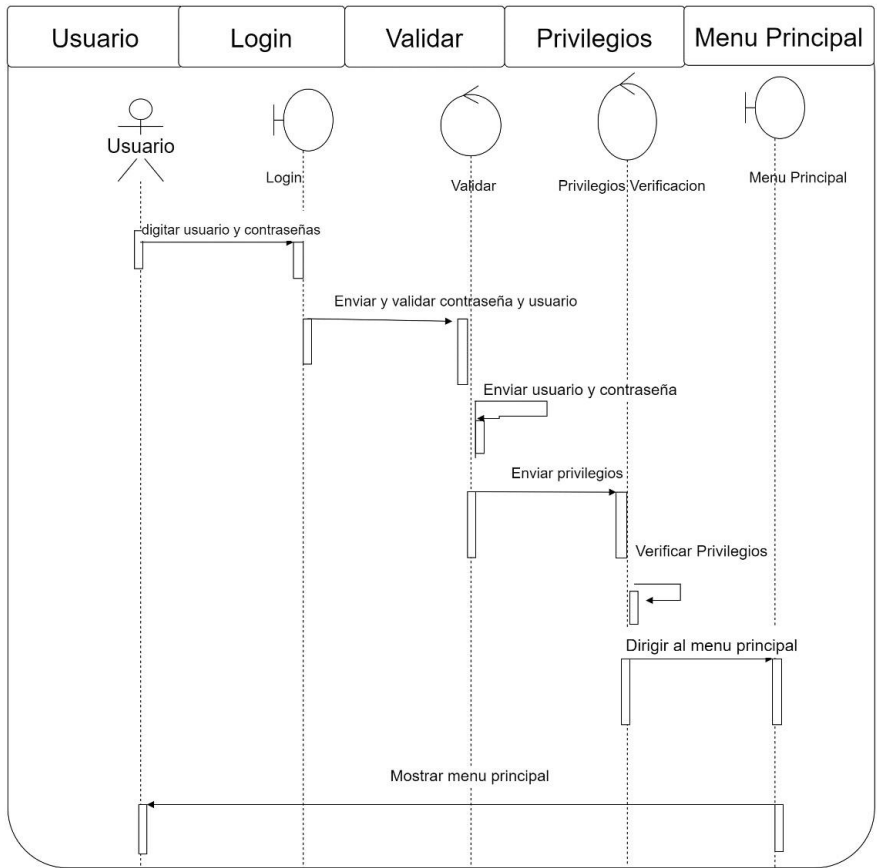 Usuario
Login
Validar
Privilegios
Menu Principal
Usuario
Login
Validar
Privilegios Verificacion
Menu Principal
digitar usuario y contraseñas
Enviar y validar contraseña y usuario
Enviar usuario y contraseña
Enviar privilegios
Verificar Privilegios
Dirigir al menu principal
Mostrar menu principal